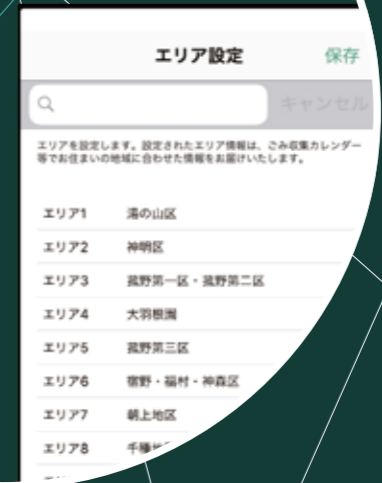 エリア設定 保存
キャンセル
エリアを設定します。設定されたエリア情報は、ごみ収集カレンダー
等でお住まいの地域に合わせた情報をお届けいたします。
エリア1 湯の山区
エリア2 神明区
エリア3 菰野第一区・菰野第二区
エリア4 大羽根園
エリア5 菰野第三区
エリア6 宿野・福村・神森区
エリア7 朝上地区
エリア8 千種